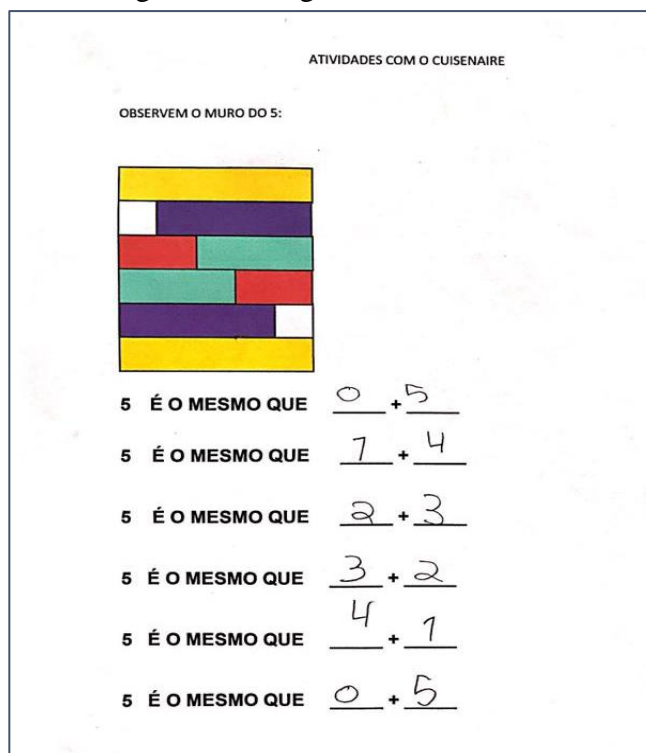 ATIVIDADES COM O CUISENAIRE
OBSERVEM O MURO DO 5:
5 É O MESMO QUE 0 + 5
5 É O MESMO QUE 1 + 4
5 É O MESMO QUE 2 + 3
5 É O MESMO QUE 3 + 2
5 É O MESMO QUE 4 + 1
5 É O MESMO QUE 0 + 5